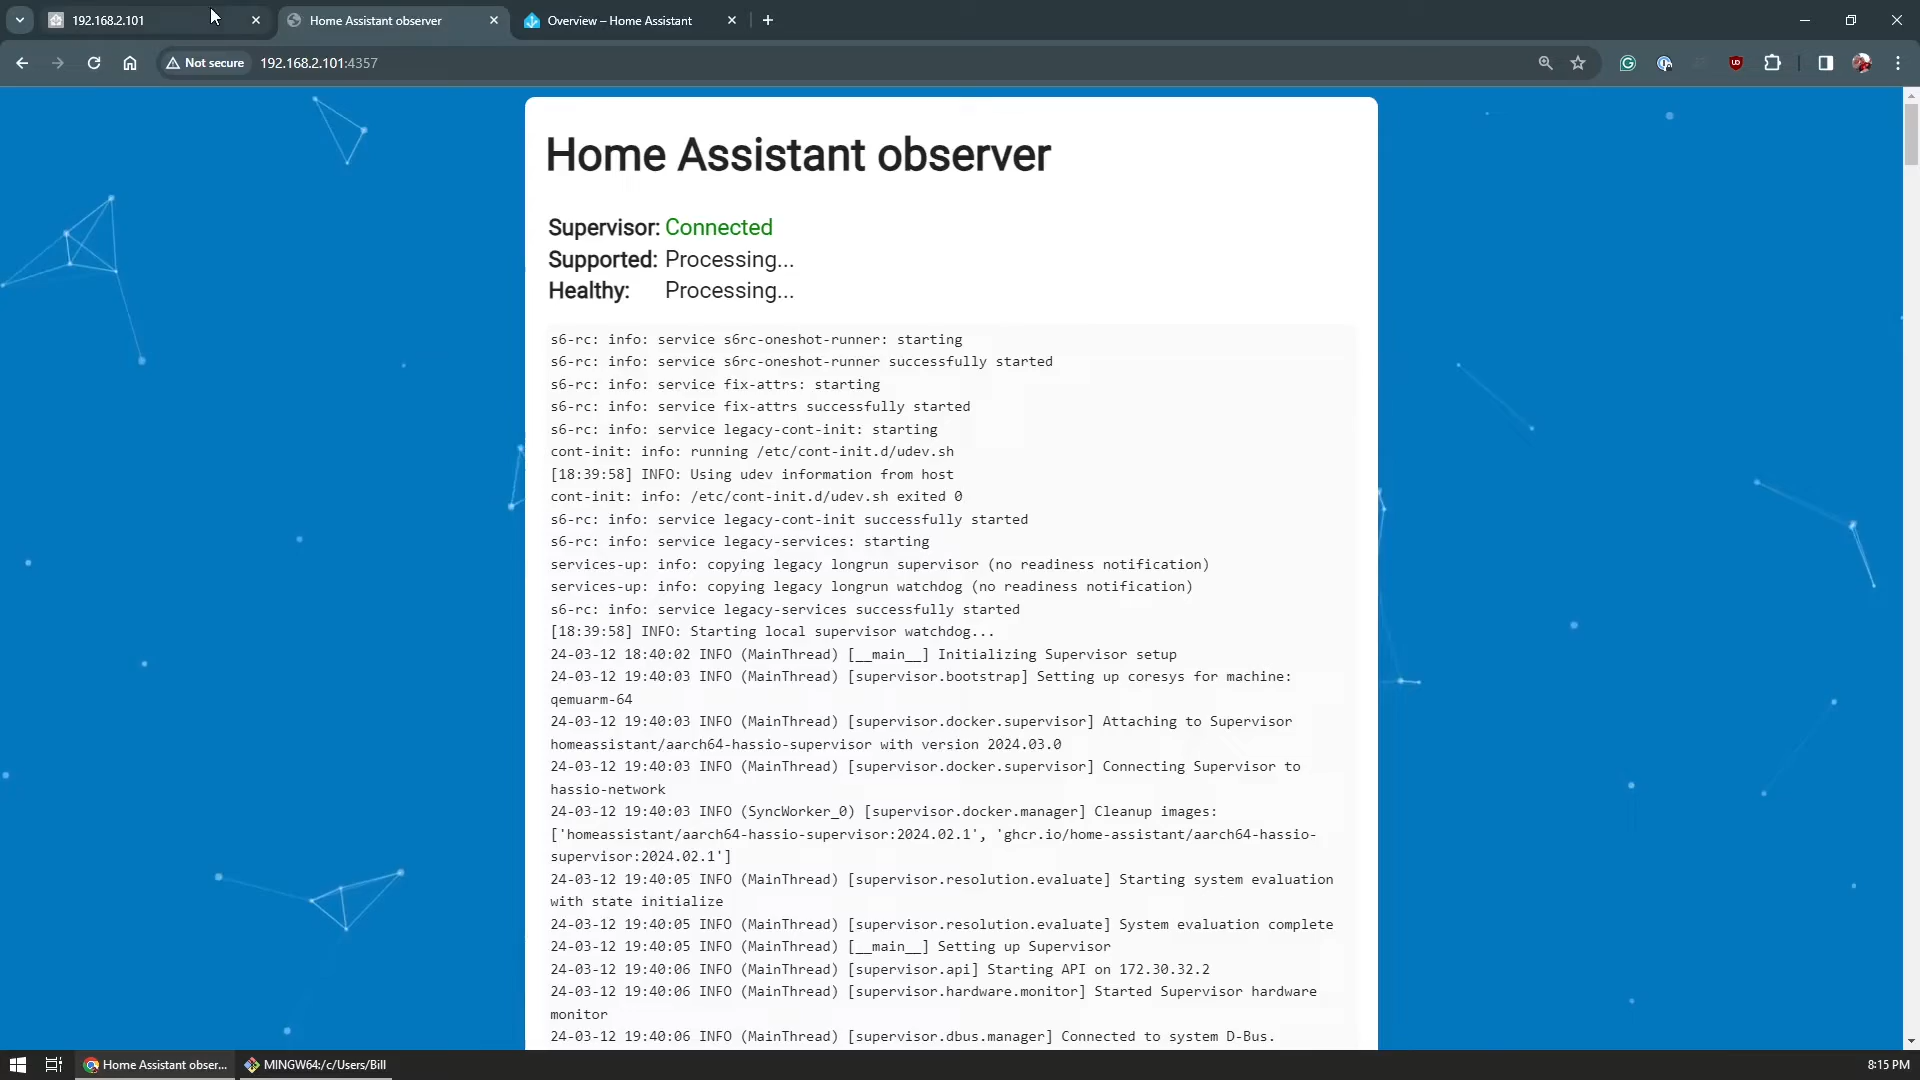 192.168.2.101
Home Assistant observer
Overview – Home Assistant
Not secure
192.168.2.101:4357
Home Assistant observer
Supervisor: Connected
Supported: Processing...
Healthy: Processing...
s6-rc: info: service s6rc-oneshot-runner: starting
s6-rc: info: service s6rc-oneshot-runner successfully started
s6-rc: info: service fix-attrs: starting
s6-rc: info: service fix-attrs successfully started
s6-rc: info: service legacy-cont-init: starting
cont-init: info: running /etc/cont-init.d/udev.sh
[18:39:58] INFO: Using udev information from host
cont-init: info: /etc/cont-init.d/udev.sh exited 0
s6-rc: info: service legacy-cont-init successfully started
s6-rc: info: service legacy-services: starting
services-up: info: copying legacy longrun supervisor (no readiness notification)
services-up: info: copying legacy longrun watchdog (no readiness notification)
s6-rc: info: service legacy-services successfully started
[18:39:58] INFO: Starting local supervisor watchdog...
24-03-12 18:40:02 INFO (MainThread) [__main__] Initializing Supervisor setup
24-03-12 19:40:03 INFO (MainThread) [supervisor.bootstrap] Setting up coresys for machine:
qemuarm-64
24-03-12 19:40:03 INFO (MainThread) [supervisor.docker.supervisor] Attaching to Supervisor
homeassistant/aarch64-hassio-supervisor with version 2024.03.0
24-03-12 19:40:03 INFO (MainThread) [supervisor.docker.supervisor] Connecting Supervisor to
hassio-network
24-03-12 19:40:03 INFO (SyncWorker_0) [supervisor.docker.manager] Cleanup images:
['homeassistant/aarch64-hassio-supervisor:2024.02.1', 'ghcr.io/home-assistant/aarch64-hassio-
supervisor:2024.02.1']
24-03-12 19:40:05 INFO (MainThread) [supervisor.resolution.evaluate] Starting system evaluation
with state initialize
24-03-12 19:40:05 INFO (MainThread) [supervisor.resolution.evaluate] System evaluation complete
24-03-12 19:40:05 INFO (MainThread) [__main__] Setting up Supervisor
24-03-12 19:40:06 INFO (MainThread) [supervisor.api] Starting API on 172.30.32.2
24-03-12 19:40:06 INFO (MainThread) [supervisor.hardware.monitor] Started Supervisor hardware
monitor
24-03-12 19:40:06 INFO (MainThread) [supervisor.dbus.manager] Connected to system D-Bus.
Home Assistant obser...
MINGW64:/c/Users/Bill
8:15 PM